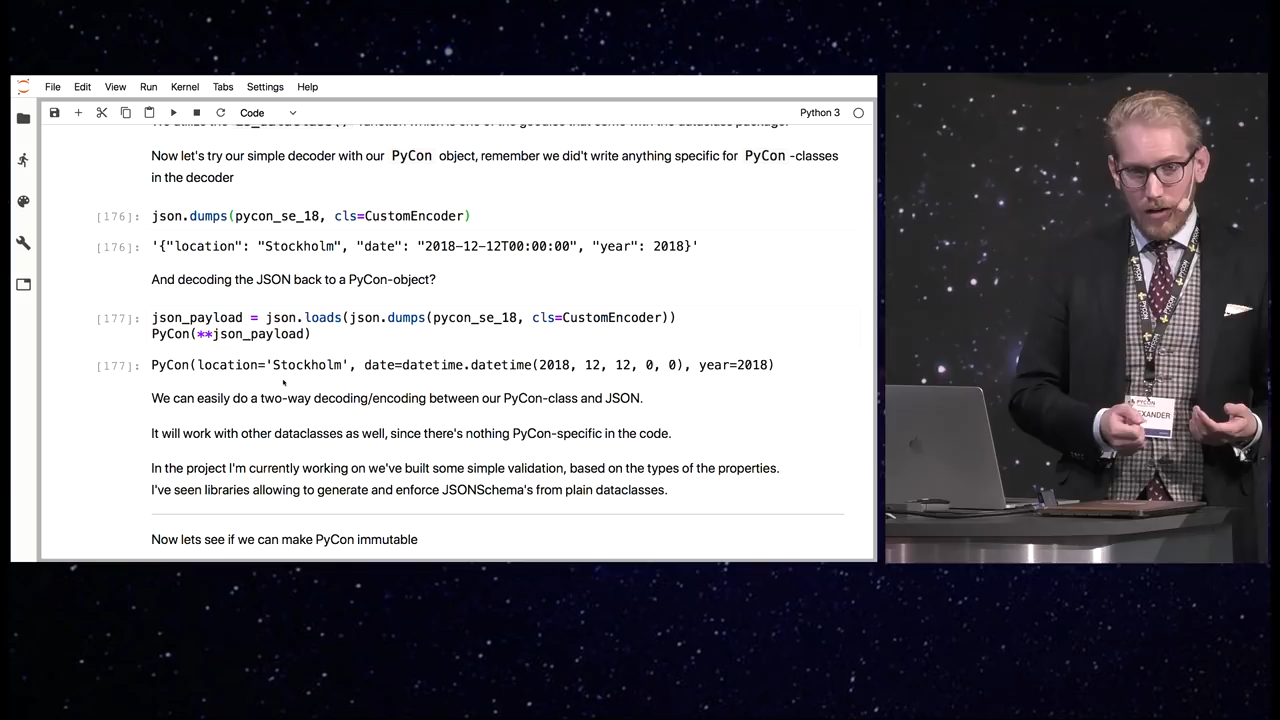 File Edit View Run Kernel Tabs Settings Help
Code
Python 3
Now let's try our simple decoder with our PyCon object, remember we did't write anything specific for PyCon -classes
in the decoder
[176]: json.dumps(pycon_se_18, cls=CustomEncoder)
[176]: '{"location": "Stockholm", "date": "2018-12-12T00:00:00", "year": 2018}'
And decoding the JSON back to a PyCon-object?
[177]: json_payload = json.loads(json.dumps(pycon_se_18, cls=CustomEncoder))
PyCon(**json_payload)
[177]: PyCon(location='Stockholm', date=datetime.datetime(2018, 12, 12, 0, 0), year=2018)
We can easily do a two-way decoding/encoding between our PyCon-class and JSON.
It will work with other dataclasses as well, since there's nothing PyCon-specific in the code.
In the project I'm currently working on we've built some simple validation, based on the types of the properties.
I've seen libraries allowing to generate and enforce JSONSchema's from plain dataclasses.
Now lets see if we can make PyCon immutable
PYCON
PYCON
EXANDER